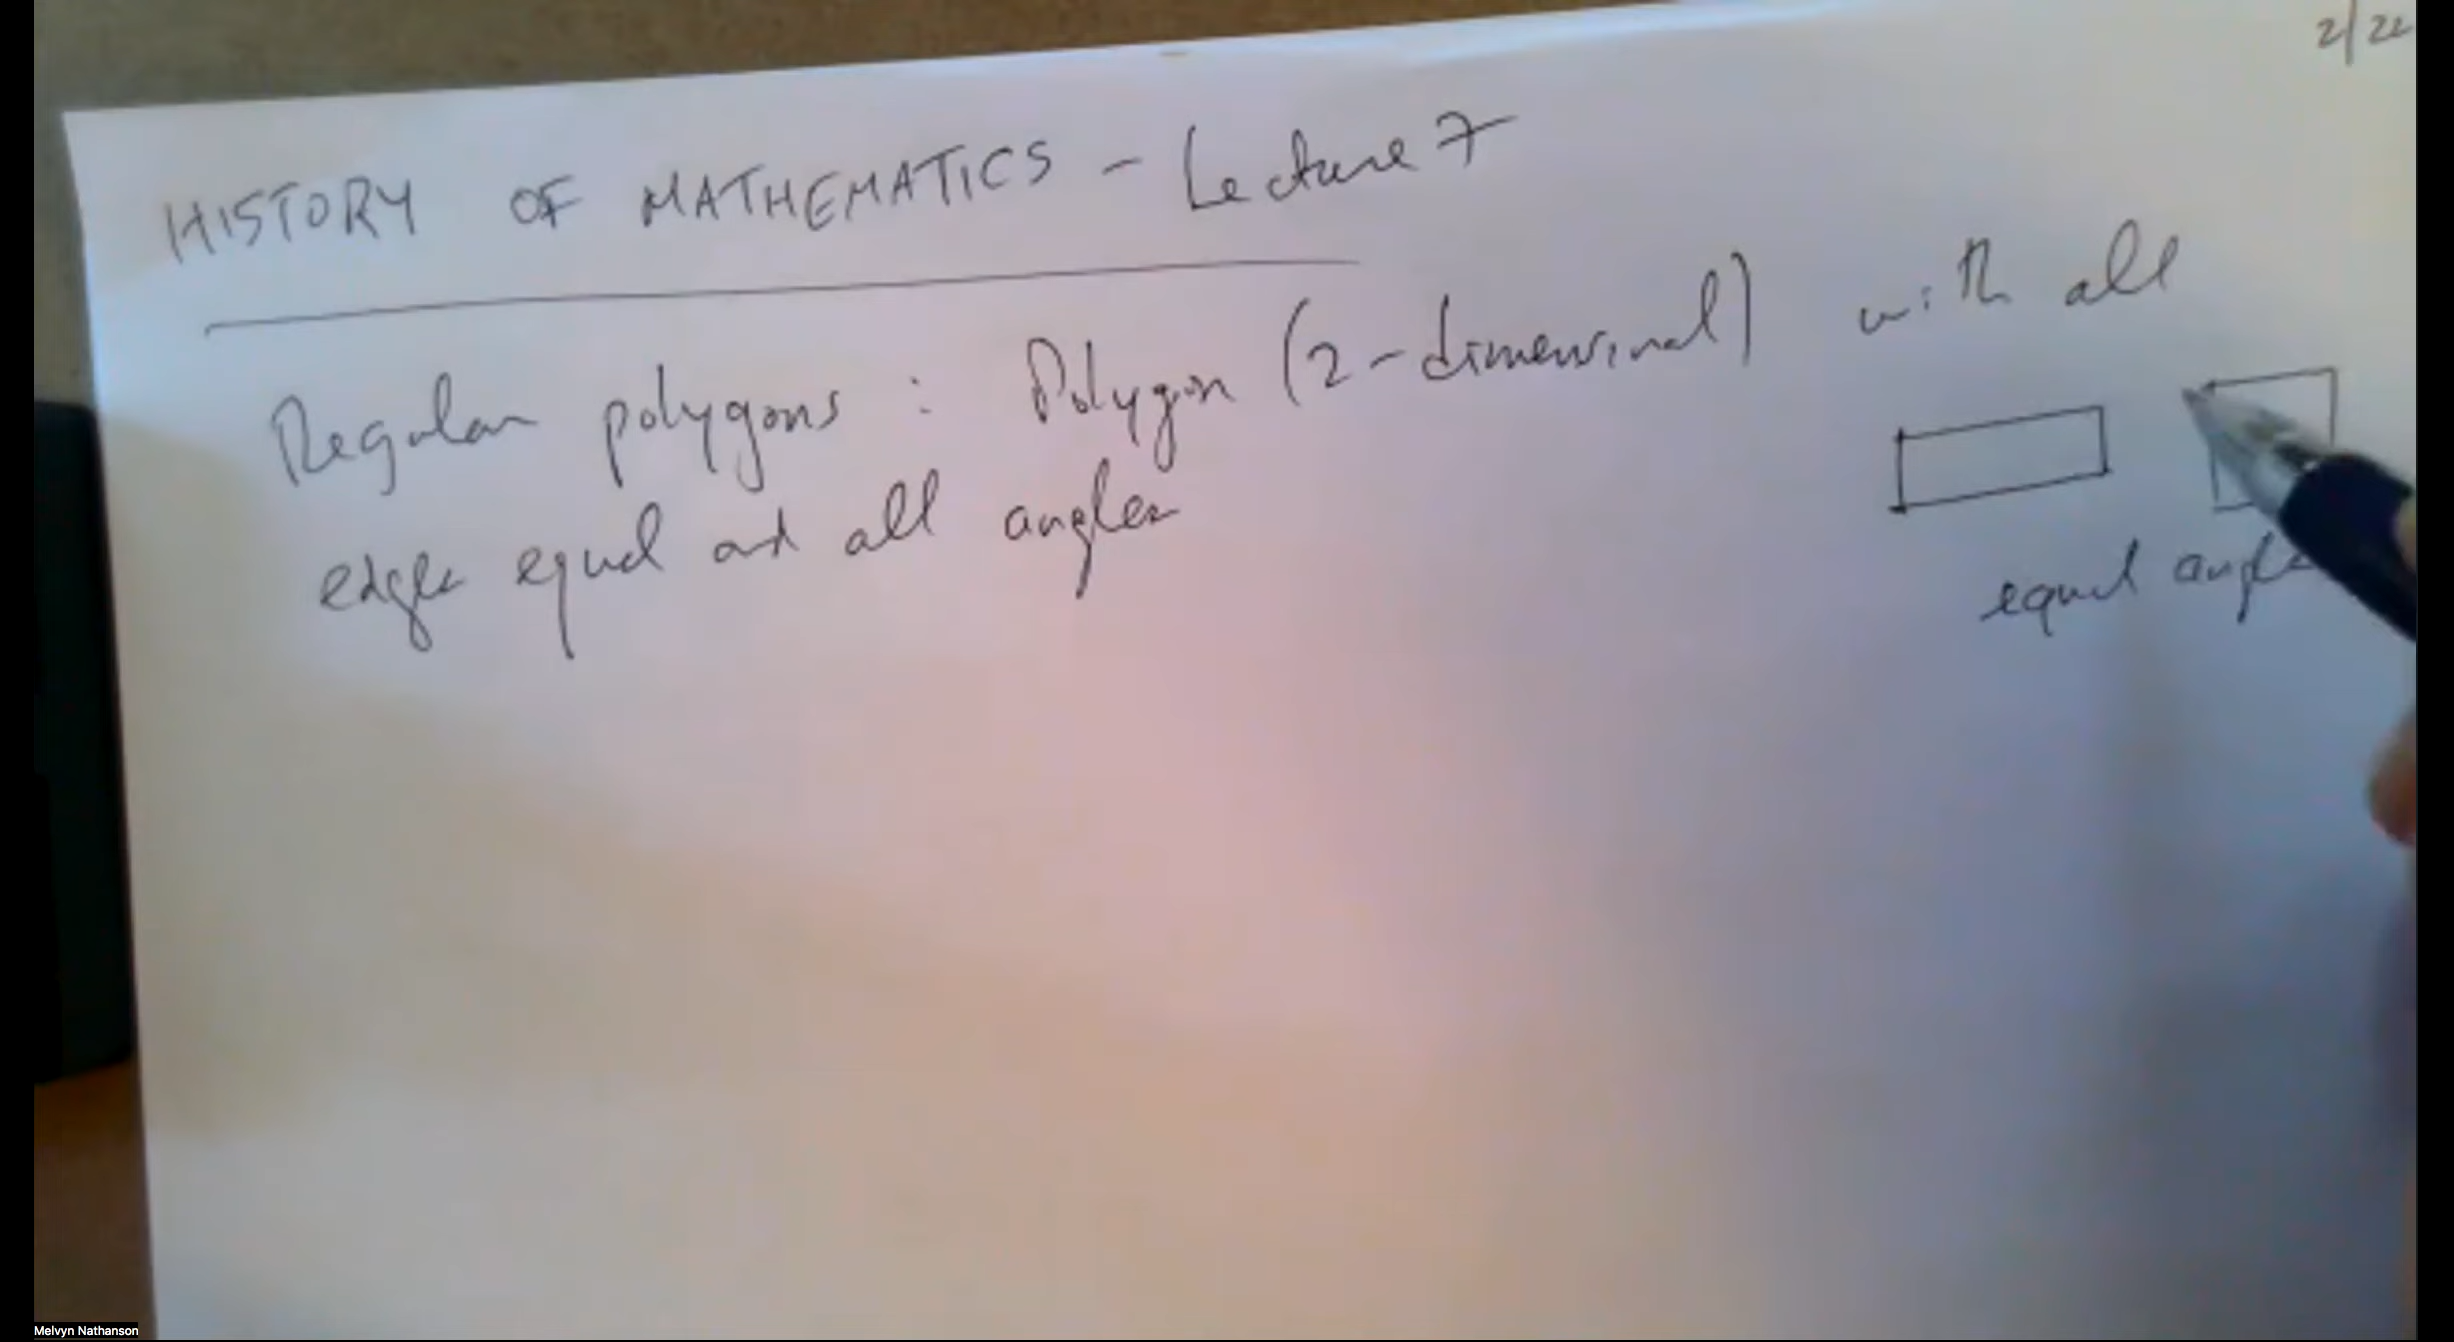 2/22
HISTORY OF MATHEMATICS - Lecture 7
Regular polygons : Polygon (2-dimensional) with all
edges equal and all angles
equal angles
Melvyn Nathanson